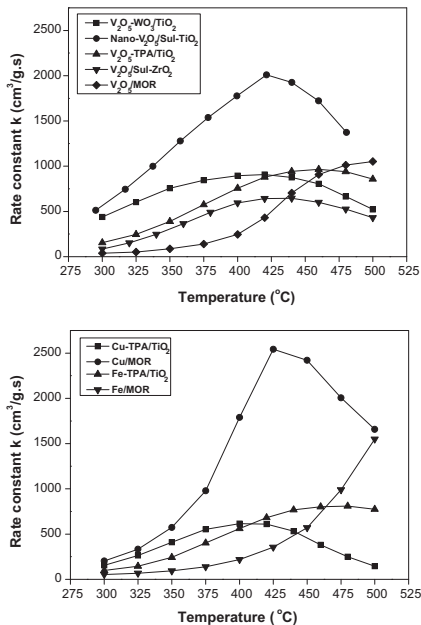 V₂O₅-WO₃/TiO₂
Nano-V₂O₅/Sul-TiO₂
V₂O₅-TPA/TiO₂
V₂O₅/Sul-ZrO₂
V₂O₅/MOR
Rate constant k (cm³/g.s)
2500
2000
1500
1000
500
0
275 300 325 350 375 400 425 450 475 500 525
Temperature (°C)
Cu-TPA/TiO₂
Cu/MOR
Fe-TPA/TiO₂
Fe/MOR
Rate constant k (cm³/g.s)
2500
2000
1500
1000
500
0
275 300 325 350 375 400 425 450 475 500 525
Temperature (°C)